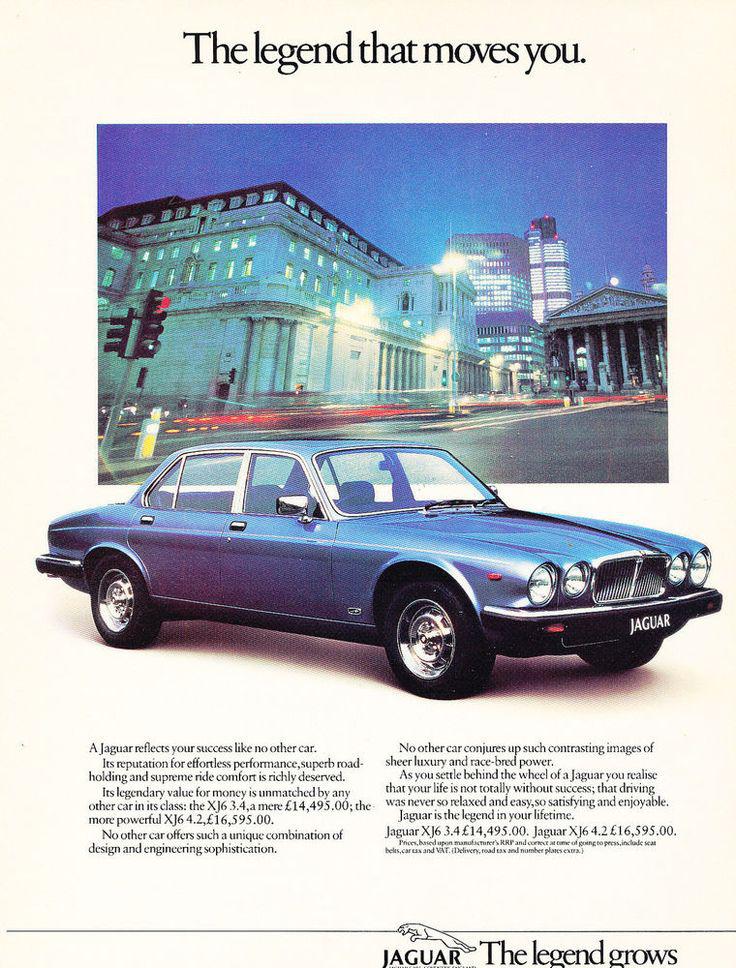 The legend that moves you.
JAGUAR
A Jaguar reflects your success like no other car.
Its reputation for effortless performance, superb road-
holding and supreme ride comfort is richly deserved.
Its legendary value for money is unmatched by any
other car in its class: the XJ6 3.4, a mere £14,495.00; the
more powerful XJ6 4.2, £16,595.00.
No other car offers such a unique combination of
design and engineering sophistication.
No other car conjures up such contrasting images of
sheer luxury and race-bred power.
As you settle behind the wheel of a Jaguar you realise
that your life is not totally without success; that driving
was never so relaxed and easy, so satisfying and enjoyable.
Jaguar is the legend in your lifetime.
Jaguar XJ6 3.4 £14,495.00. Jaguar XJ6 4.2 £16,595.00.
Prices, based upon manufacturer's RRP and correct at time of going to press, include seat
belts, car tax and VAT. (Delivery, road tax and number plates extra.)
JAGUAR The legend grows